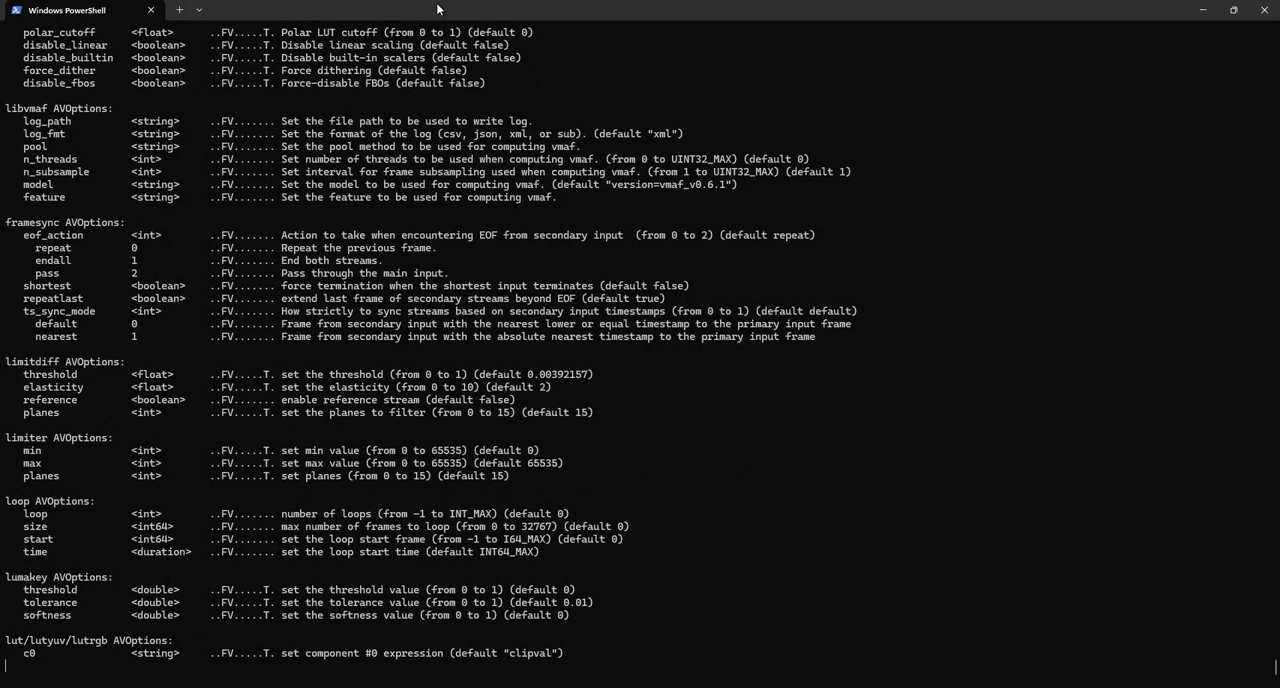 Windows PowerShell
polar_cutoff <float> ..FV.....T. Polar LUT cutoff (from 0 to 1) (default 0)
disable_linear <boolean> ..FV.....T. Disable linear scaling (default false)
disable_builtin <boolean> ..FV.....T. Disable built-in scalers (default false)
force_dither <boolean> ..FV.....T. Force dithering (default false)
disable_fbos <boolean> ..FV.....T. Force-disable FBOs (default false)
libvmaf AVOptions:
log_path <string> ..FV....... Set the file path to be used to write log.
log_fmt <string> ..FV....... Set the format of the log (csv, json, xml, or sub). (default "xml")
pool <string> ..FV....... Set the pool method to be used for computing vmaf.
n_threads <int> ..FV....... Set number of threads to be used when computing vmaf. (from 0 to UINT32_MAX) (default 0)
n_subsample <int> ..FV....... Set interval for frame subsampling used when computing vmaf. (from 1 to UINT32_MAX) (default 1)
model <string> ..FV....... Set the model to be used for computing vmaf. (default "version=vmaf_v0.6.1")
feature <string> ..FV....... Set the feature to be used for computing vmaf.
framesync AVOptions:
eof_action <int> ..FV....... Action to take when encountering EOF from secondary input  (from 0 to 2) (default repeat)
repeat 0 ..FV....... Repeat the previous frame.
endall 1 ..FV....... End both streams.
pass 2 ..FV....... Pass through the main input.
shortest <boolean> ..FV....... force termination when the shortest input terminates (default false)
repeatlast <boolean> ..FV....... extend last frame of secondary streams beyond EOF (default true)
ts_sync_mode <int> ..FV....... How strictly to sync streams based on secondary input timestamps (from 0 to 1) (default default)
default 0 ..FV....... Frame from secondary input with the nearest lower or equal timestamp to the primary input frame
nearest 1 ..FV....... Frame from secondary input with the absolute nearest timestamp to the primary input frame
limitdiff AVOptions:
threshold <float> ..FV.....T. set the threshold (from 0 to 1) (default 0.00392157)
elasticity <float> ..FV.....T. set the elasticity (from 0 to 10) (default 2)
reference <boolean> ..FV....... enable reference stream (default false)
planes <int> ..FV.....T. set the planes to filter (from 0 to 15) (default 15)
limiter AVOptions:
min <int> ..FV.....T. set min value (from 0 to 65535) (default 0)
max <int> ..FV.....T. set max value (from 0 to 65535) (default 65535)
planes <int> ..FV.....T. set planes (from 0 to 15) (default 15)
loop AVOptions:
loop <int> ..FV....... number of loops (from -1 to INT_MAX) (default 0)
size <int64> ..FV....... max number of frames to loop (from 0 to 32767) (default 0)
start <int64> ..FV....... set the loop start frame (from -1 to I64_MAX) (default 0)
time <duration> ..FV....... set the loop start time (default INT64_MAX)
lumakey AVOptions:
threshold <double> ..FV.....T. set the threshold value (from 0 to 1) (default 0)
tolerance <double> ..FV.....T. set the tolerance value (from 0 to 1) (default 0.01)
softness <double> ..FV.....T. set the softness value (from 0 to 1) (default 0)
lut/lutyuv/lutrgb AVOptions:
c0 <string> ..FV.....T. set component #0 expression (default "clipval")